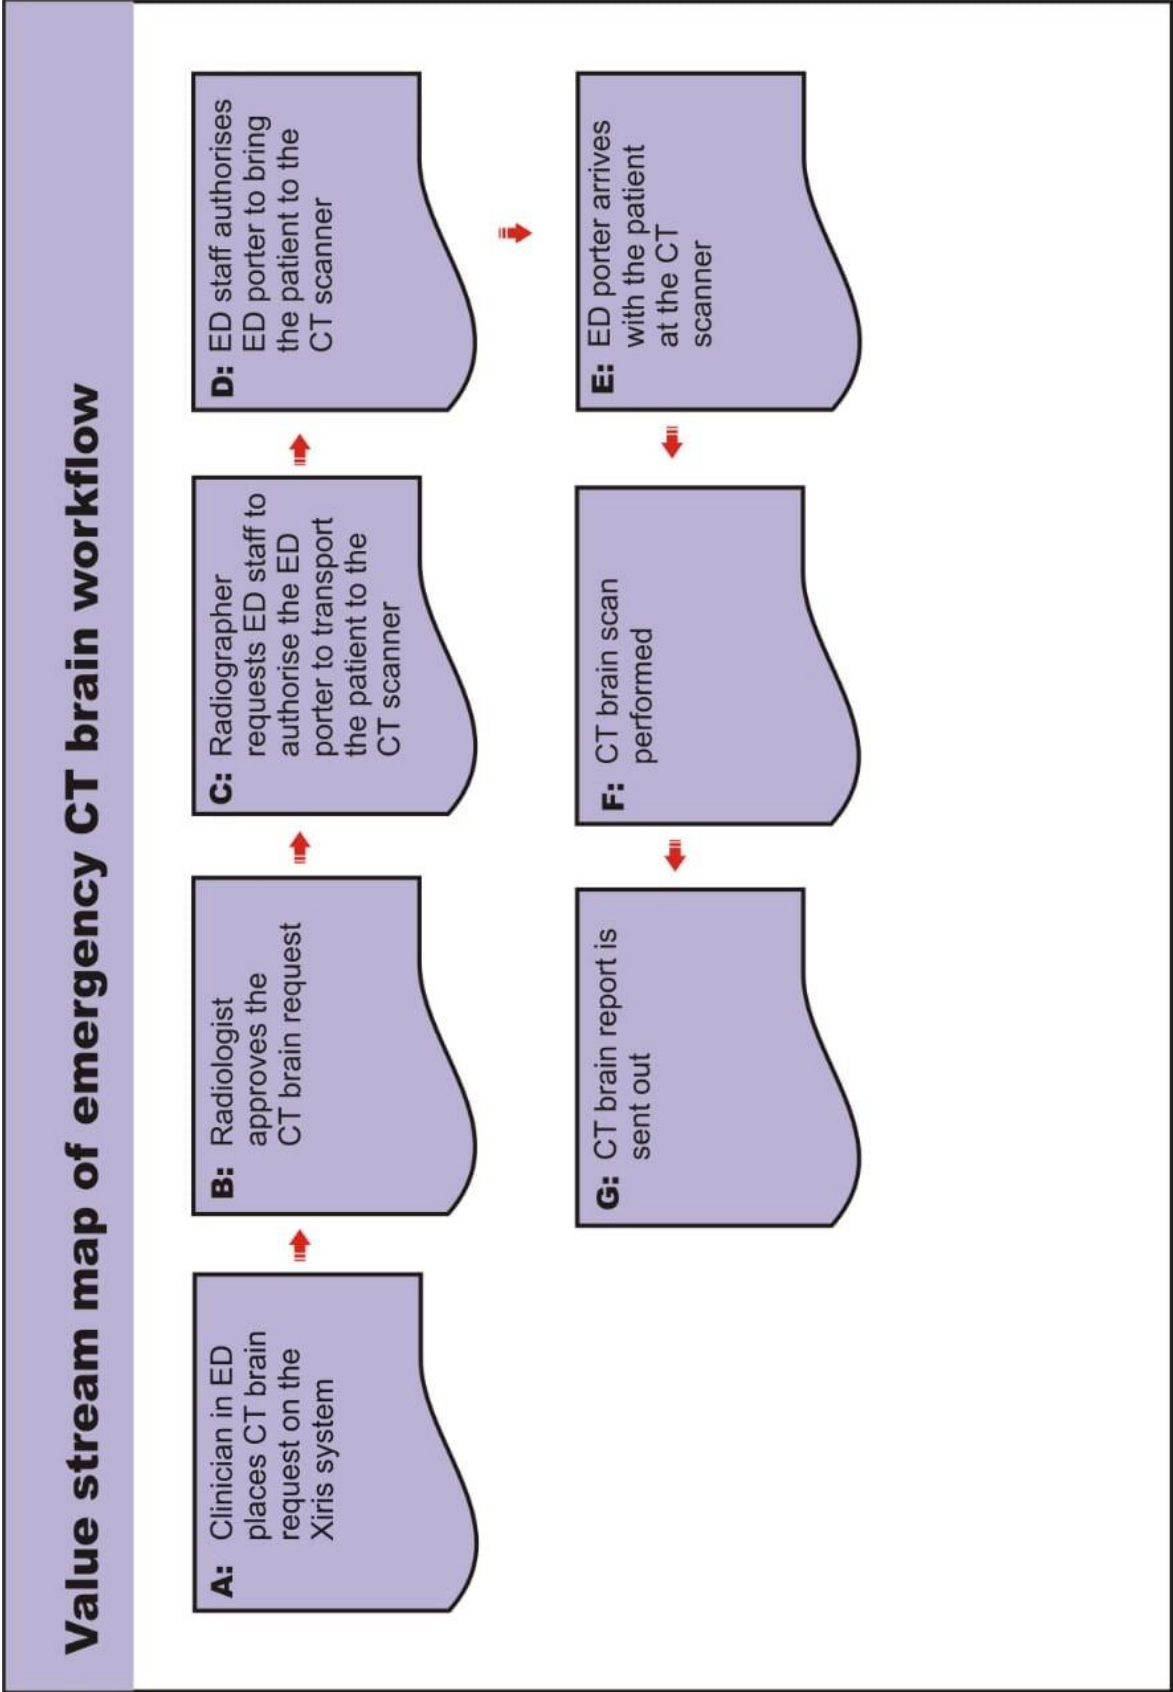 Value stream map of emergency CT brain workflow
A: Clinician in ED
places CT brain
request on the
Xiris system
B: Radiologist
approves the
CT brain request
C: Radiographer
requests ED staff to
authorise the ED
porter to transport
the patient to the
CT scanner
D: ED staff authorises
ED porter to bring
the patient to the
CT scanner
E: ED porter arrives
with the patient
at the CT
scanner
F: CT brain scan
performed
G: CT brain report is
sent out